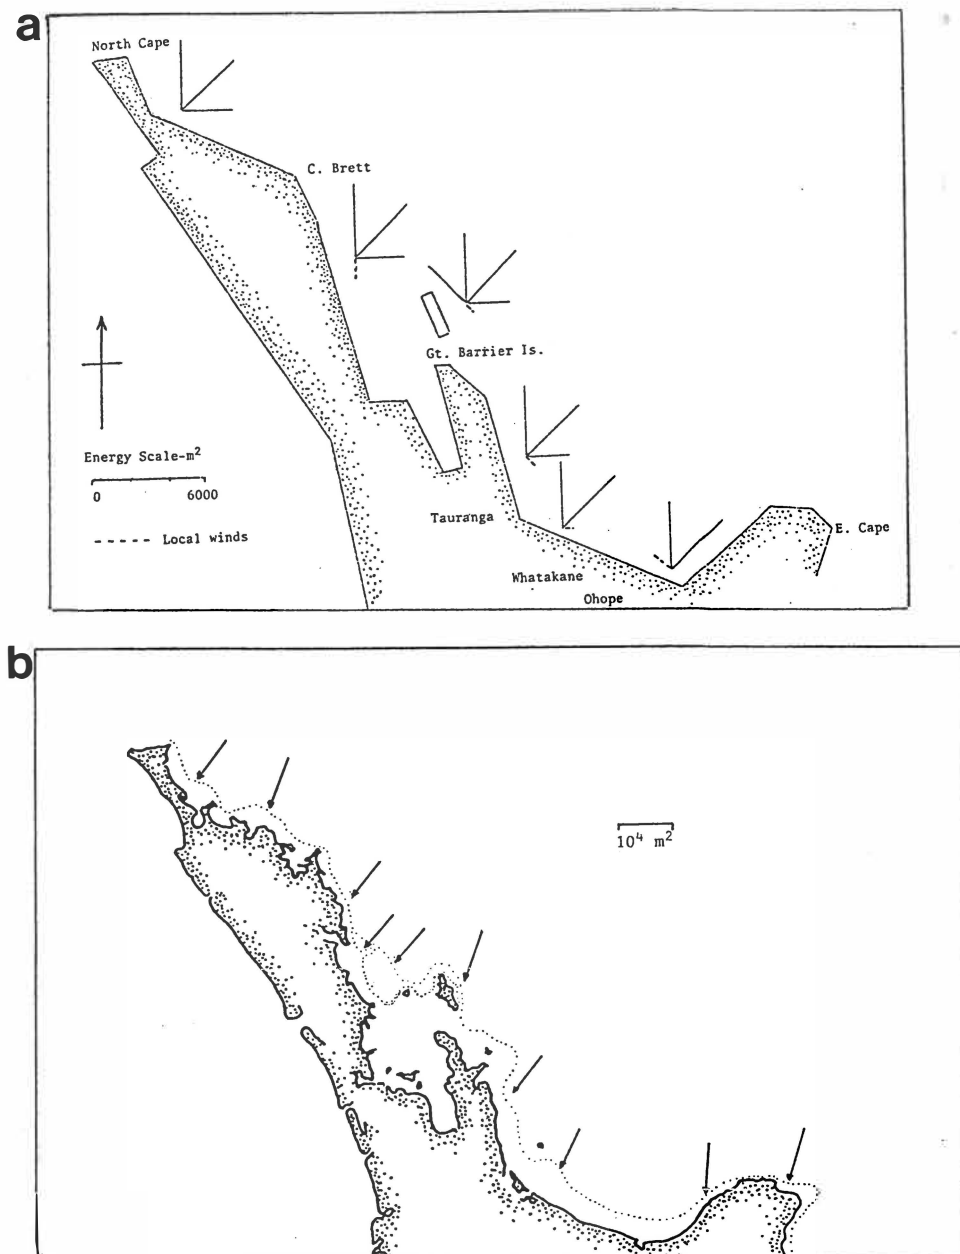 a
North Cape
C. Brett
Gt. Barrier Is.
Energy Scale-m²
0 6000
Local winds
Tauranga
E. Cape
Whatakane
Ohope
b
10⁴ m²